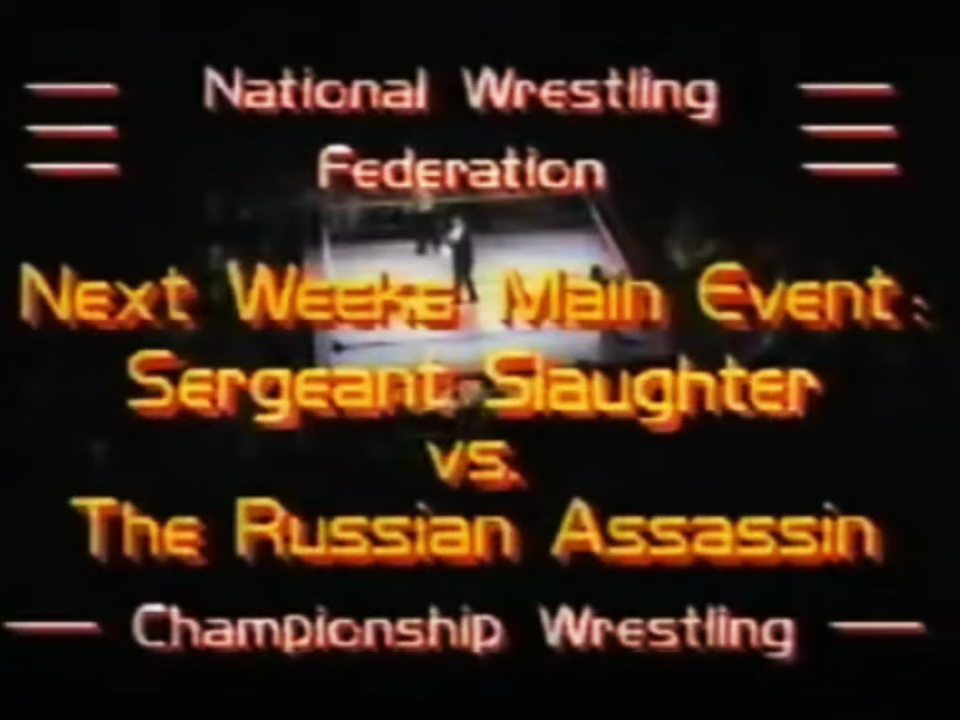 National Wrestling
Federation
Next Weeks Main Event:
Sergeant Slaughter
vs.
The Russian Assassin
Championship Wrestling